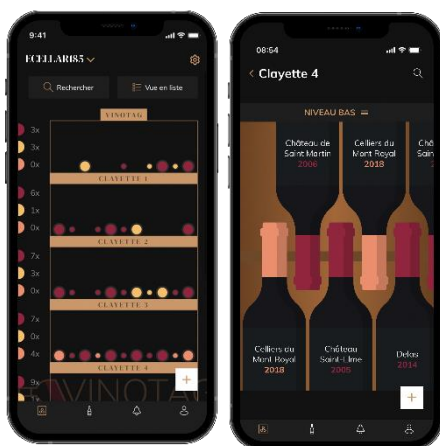 9:41
ECELLAR185
Rechercher
Vue en liste
VINOTAG
3x
3x
0x
CLAYETTE 1
6x
1x
0x
CLAYETTE 2
7x
3x
0x
CLAYETTE 3
7x
0x
4x
CLAYETTE 4
9x
VINOTAG
+
08:54
Clayette 4
NIVEAU BAS
Château de
Saint Martin
2006
Celliers du
Mont Royal
2018
Celliers du
Mont Royal
2018
Château
Saint-Lime
2005
Delas
2014
+